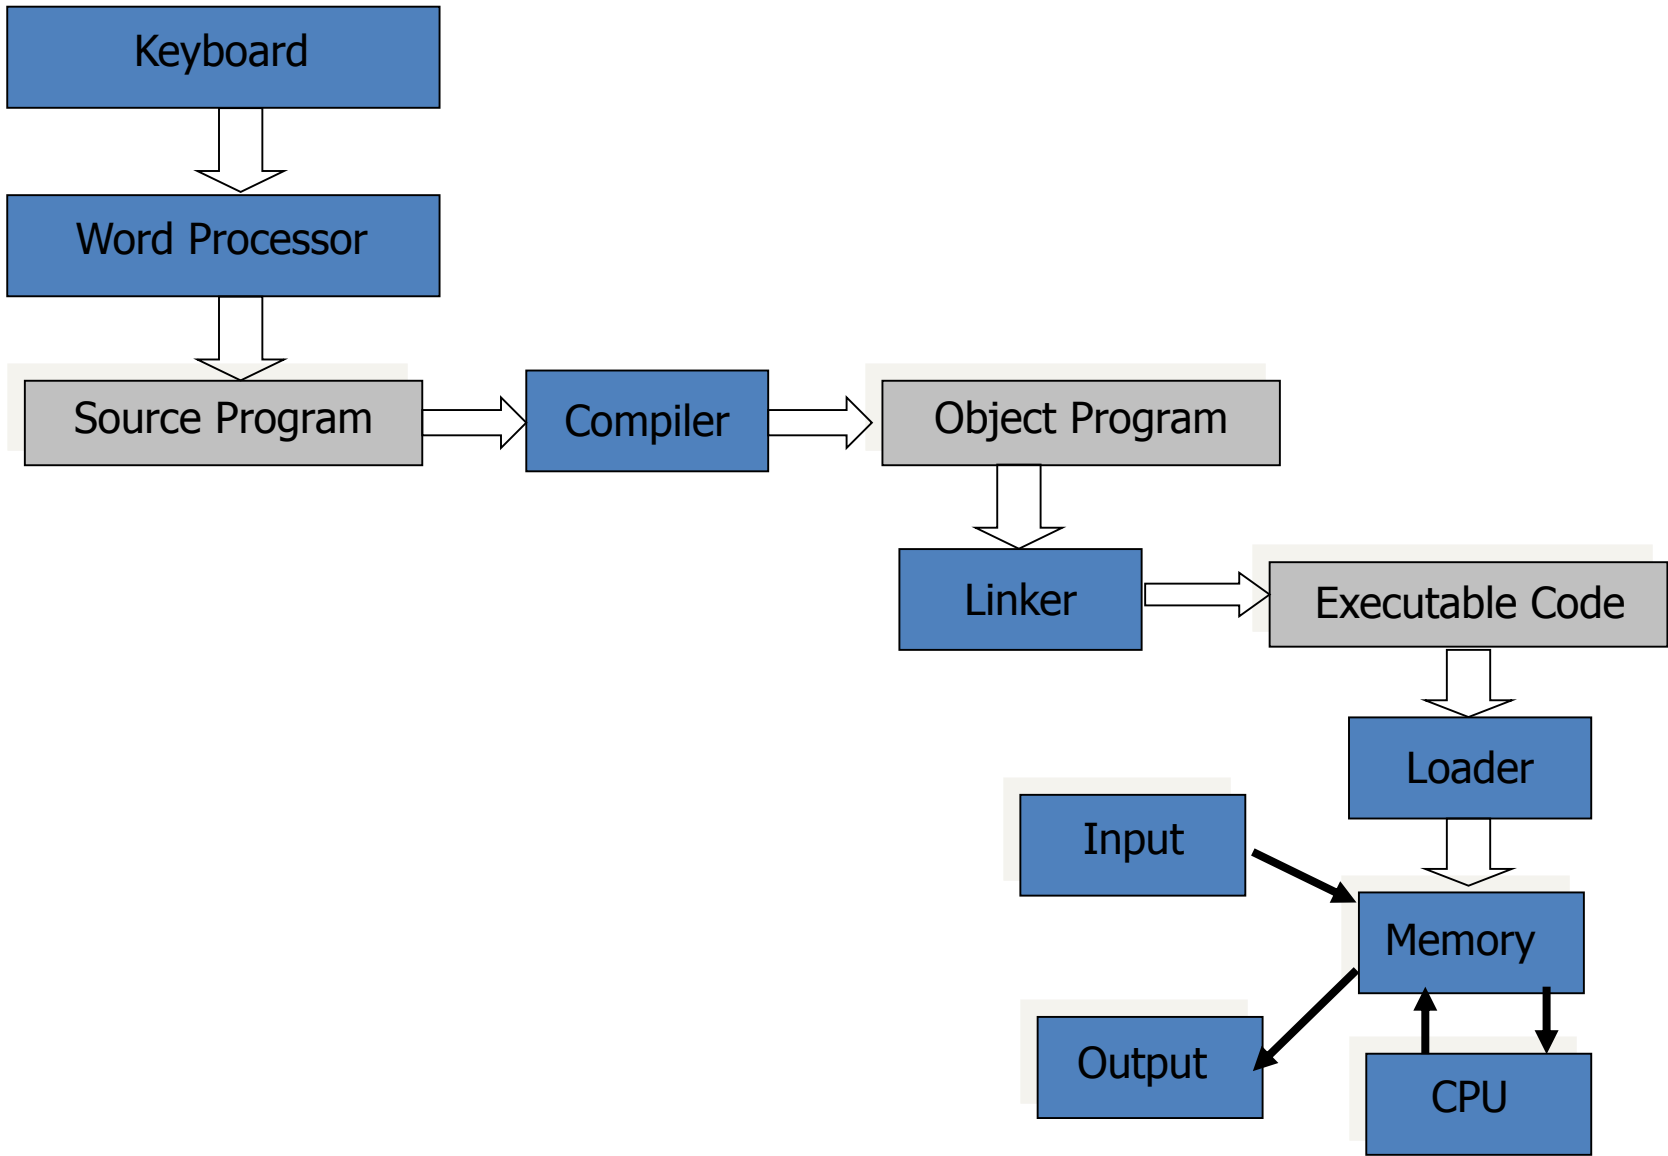 Keyboard
Word Processor
Source Program
Compiler
Object Program
Linker
Executable Code
Loader
Input
Memory
Output
CPU